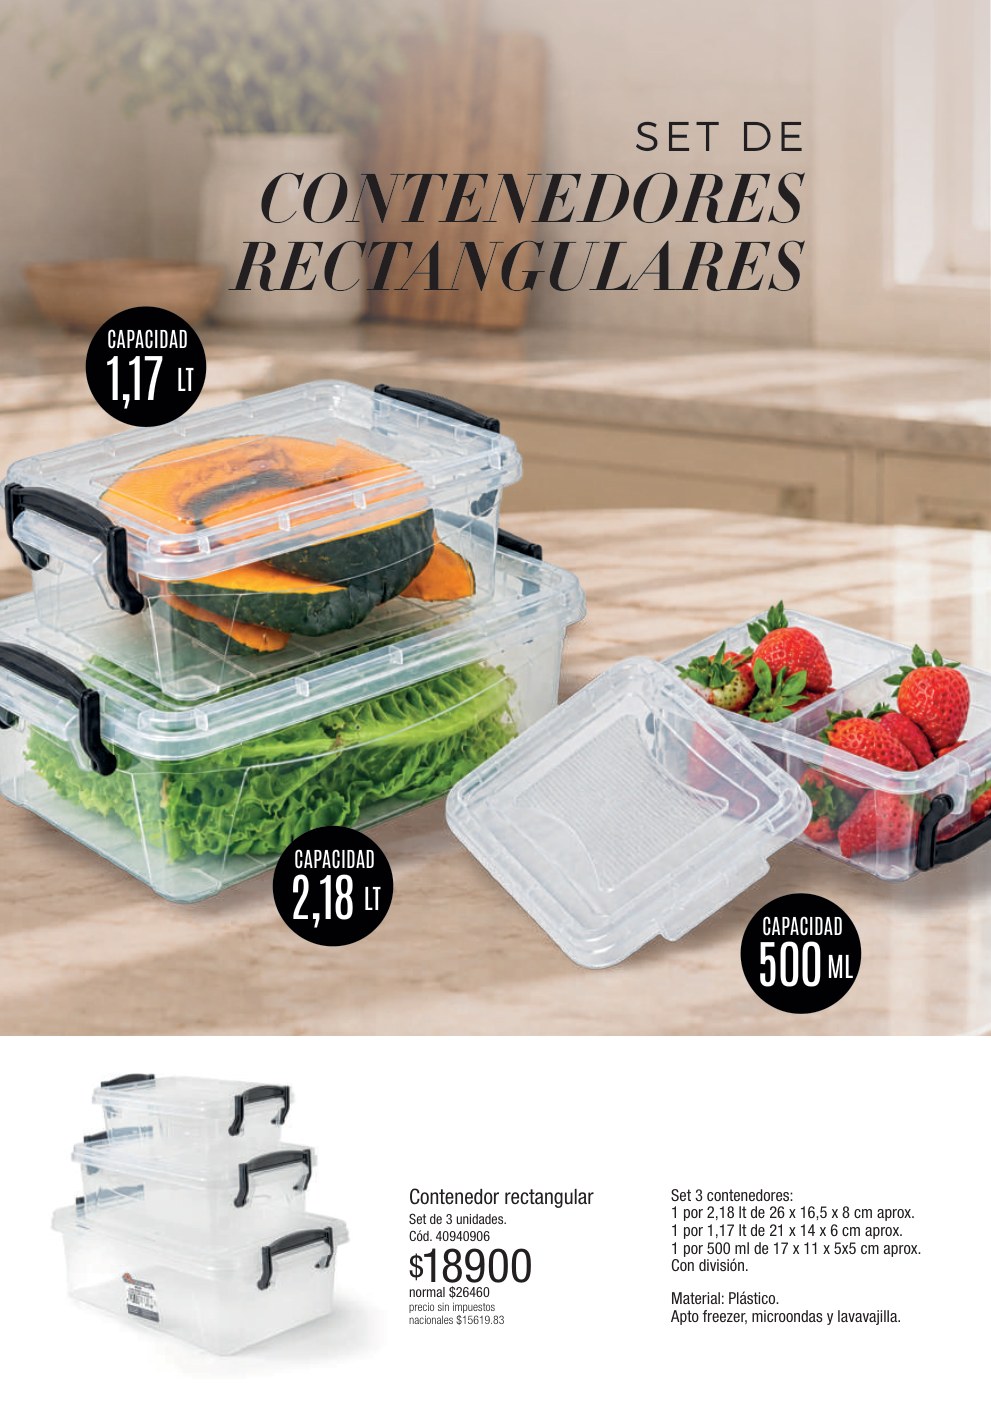 SET DE
CONTENEDORES
RECTANGULARES
CAPACIDAD
1,17 LT
CAPACIDAD
2,18 LT
CAPACIDAD
500 ML
Contenedor rectangular
Set de 3 unidades.
Cód. 40940906
$18900
normal $26460
precio sin impuestos
nacionales $15619.83
Set 3 contenedores:
1 por 2,18 lt de 26 x 16,5 x 8 cm aprox.
1 por 1,17 lt de 21 x 14 x 6 cm aprox.
1 por 500 ml de 17 x 11 x 5x5 cm aprox.
Con división.
Material: Plástico.
Apto freezer, microondas y lavavajilla.